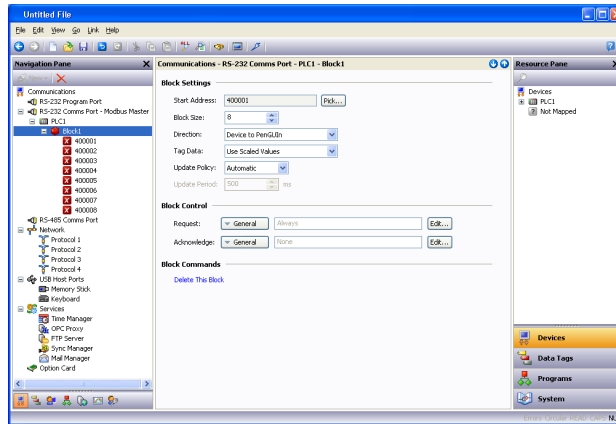 Untitled File
File Edit View Go Link Help
Navigation Pane
Communications
RS-232 Program Port
RS-232 Comms Port - Modbus Master
PLC1
Block1
400001
400002
400003
400004
400005
400006
400007
400008
RS-485 Comms Port
Network
Protocol 1
Protocol 2
Protocol 3
Protocol 4
USB Host Ports
Memory Stick
Keyboard
Services
Time Manager
OPC Proxy
FTP Server
Sync Manager
Mail Manager
Option Card
Communications - RS-232 Comms Port - PLC1 - Block1
Block Settings
Start Address: 400001 Pick...
Block Size: 8
Direction: Device to PenGUIn
Tag Data: Use Scaled Values
Update Policy: Automatic
Update Period: 500 ms
Block Control
Request: General Always Edit...
Acknowledge: General None Edit...
Block Commands
Delete This Block
Resource Pane
Devices
PLC1
Not Mapped
Devices
Data Tags
Programs
System
Errors Circular READ CAPS